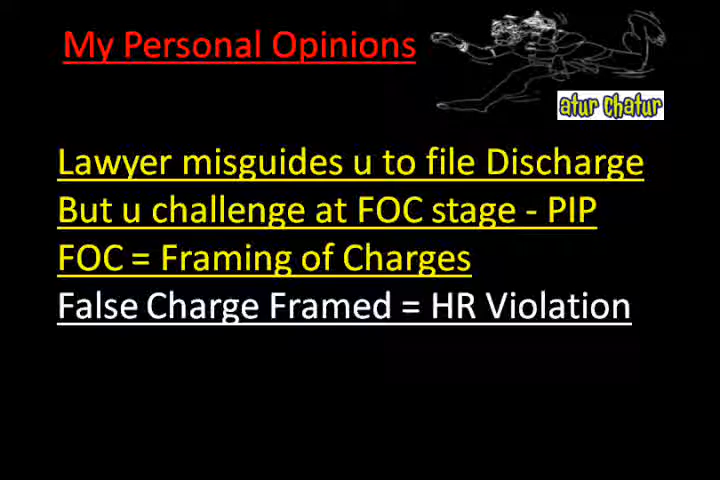 My Personal Opinions
atur chatur
Lawyer misguides u to file Discharge
But u challenge at FOC stage - PIP
FOC = Framing of Charges
False Charge Framed = HR Violation